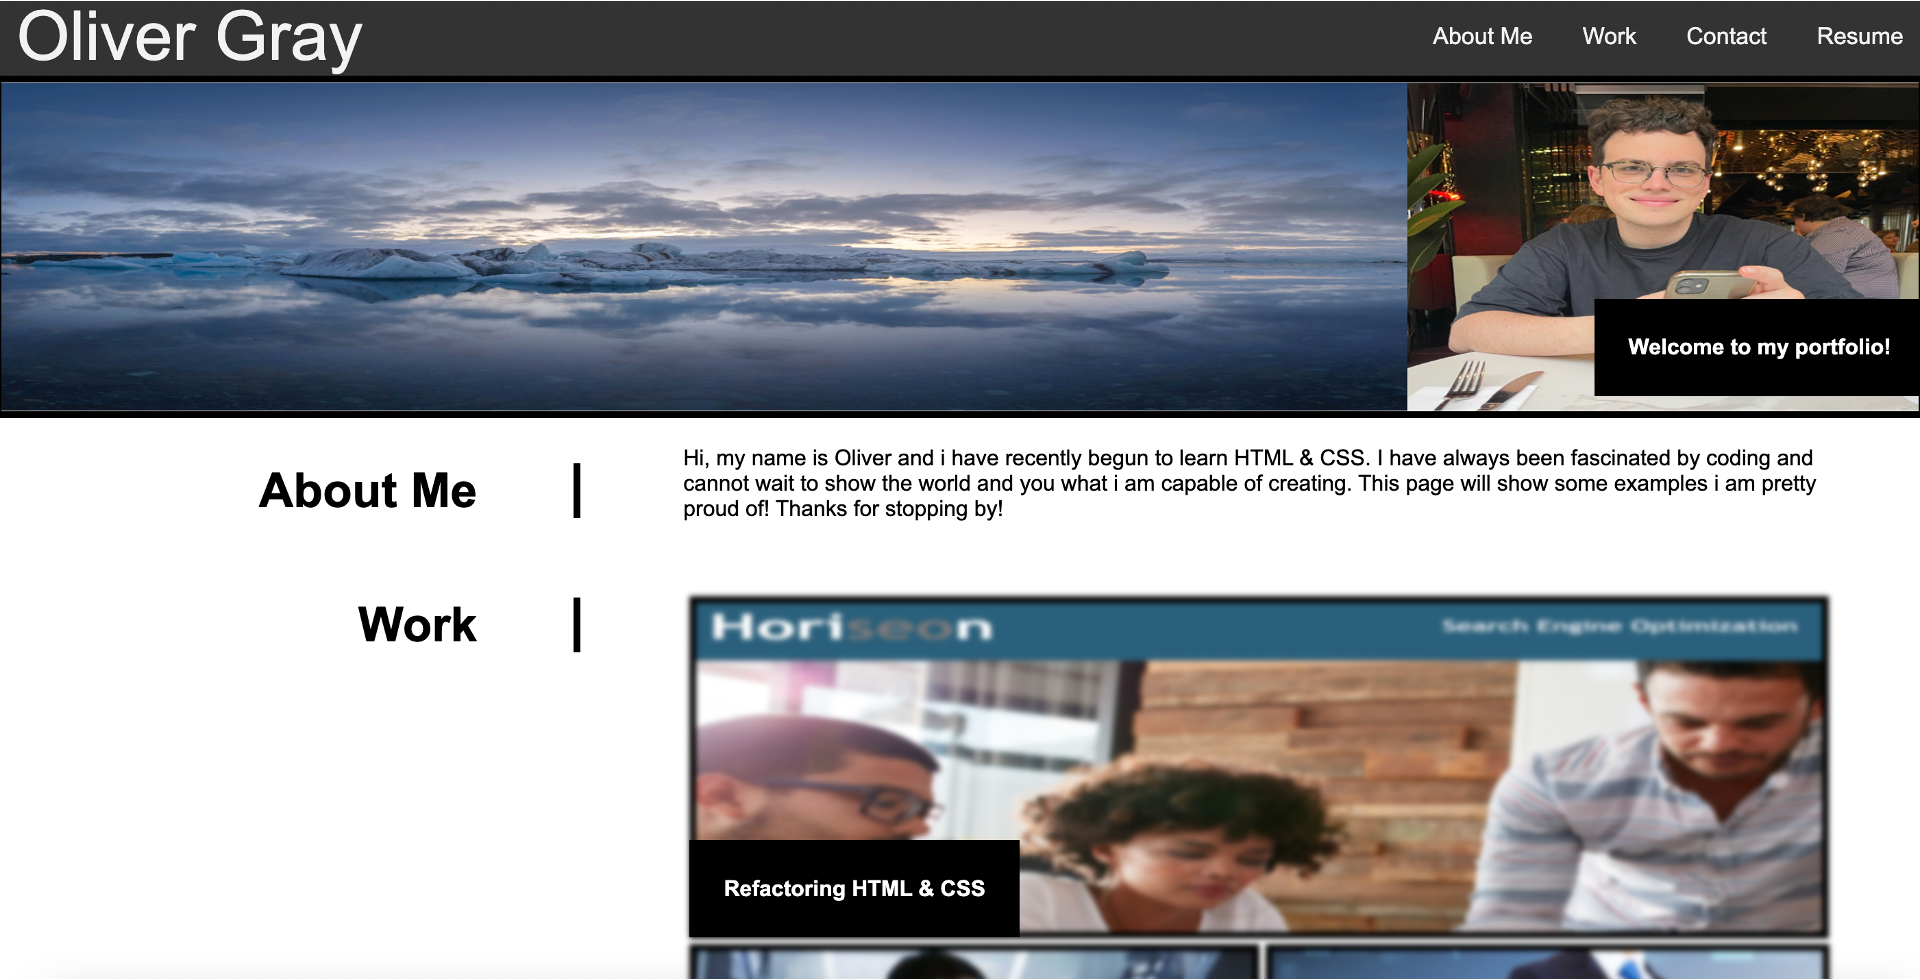 Oliver Gray
About Me Work Contact Resume
Welcome to my portfolio!
About Me
Hi, my name is Oliver and i have recently begun to learn HTML & CSS. I have always been fascinated by coding and
cannot wait to show the world and you what i am capable of creating. This page will show some examples i am pretty
proud of! Thanks for stopping by!
Work
Horiseon
Search Engine Optimization
Refactoring HTML & CSS